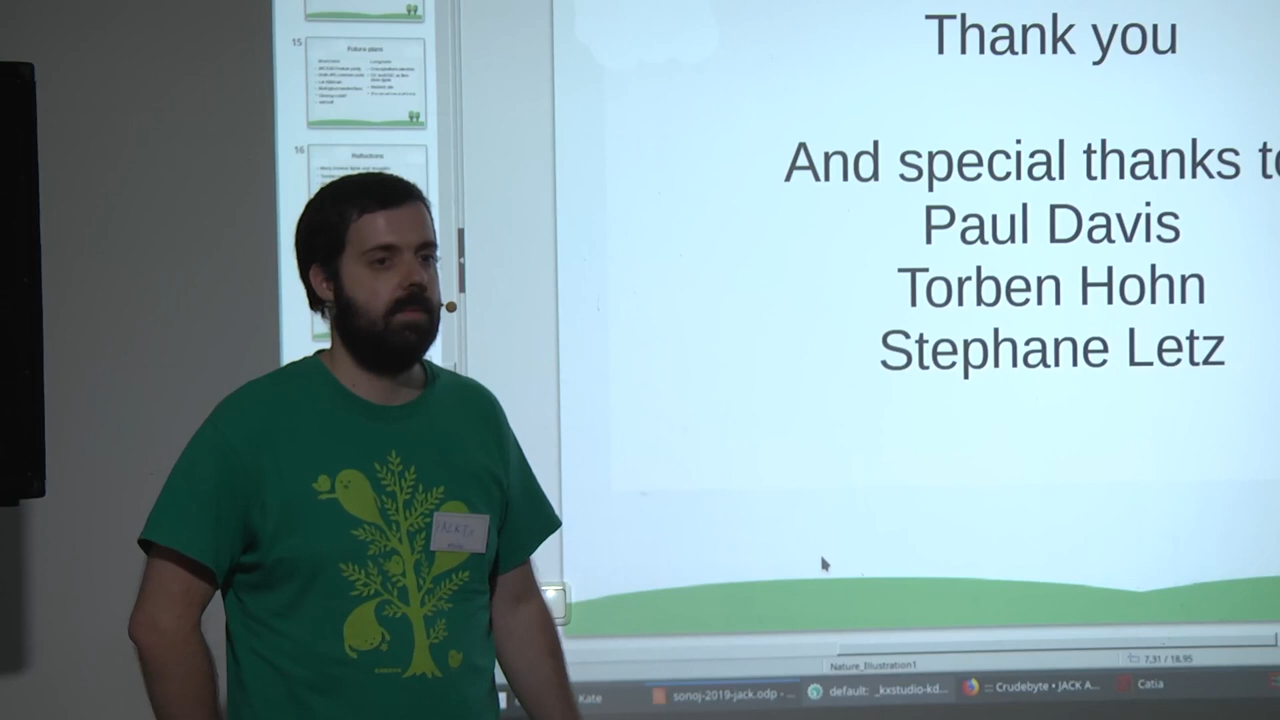 15
Future plans
16
Reflections
Thank you
And special thanks to
Paul Davis
Torben Hohn
Stephane Letz
Nature_Illustration1
7,31 / 18,95
Kate
sonoj-2019-jack.odp - ...
default: _kxstudio-kd...
::: Crudebyte • JACK A...
Catia